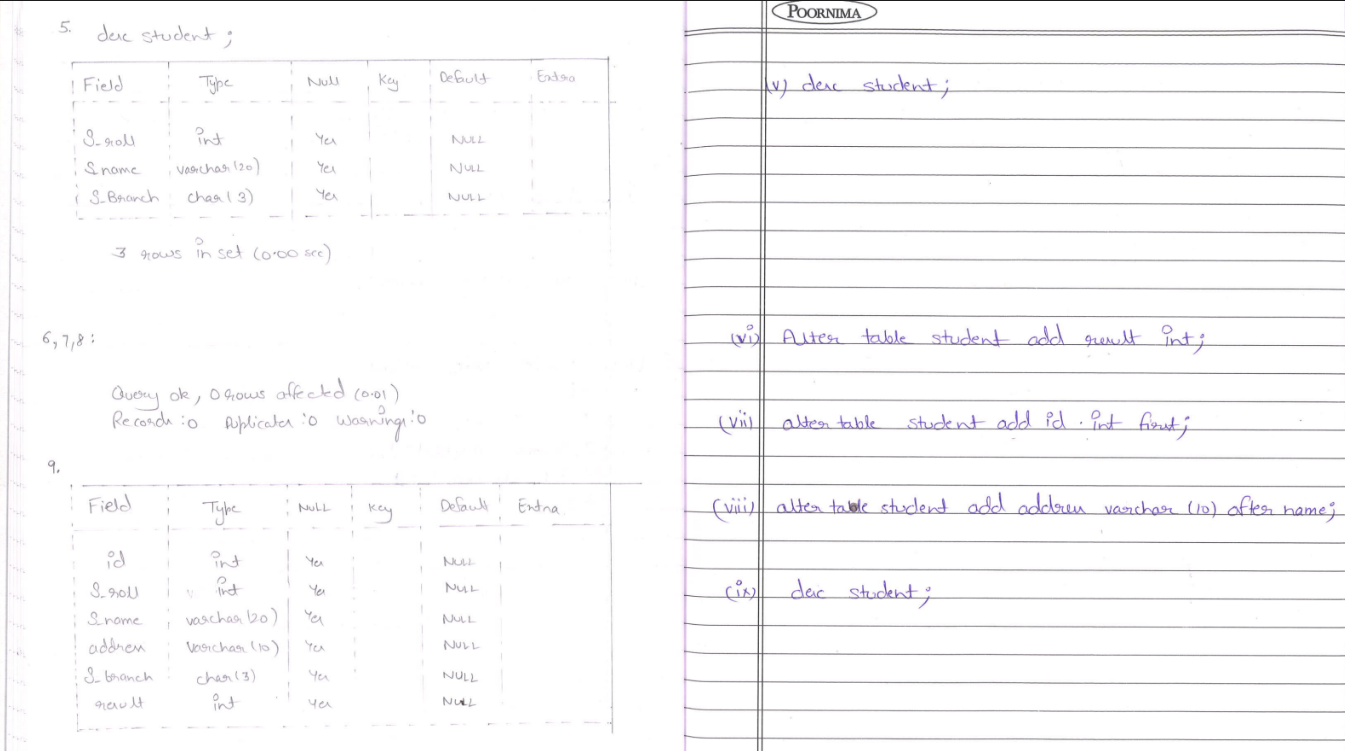 5. desc student ;
Field Type Null Key Default Extra
S_roll int Yes NULL
S_name varchar(20) Yes NULL
S_Branch char(3) Yes NULL
3 rows in set (0.00 sec)
6,7,8 :
Query ok, 0 rows affected (0.01)
Records :0 Duplicates :0 Warnings :0
9.
Field Type NULL Key Default Extra
id int Yes NULL
S_roll int Yes NULL
S_name varchar(20) Yes NULL
address varchar(10) Yes NULL
S_branch char(3) Yes NULL
result int Yes NULL
POORNIMA
(v) desc student;
(vi) Alter table student add result int;
(vii) alter table student add id int first;
(viii) alter table student add address varchar (10) after name;
(ix) desc student;